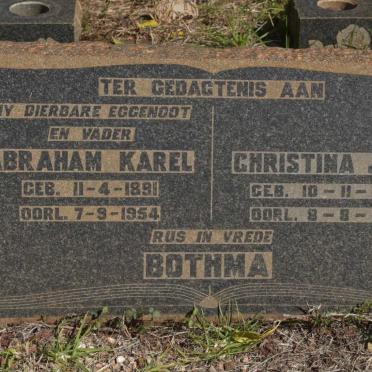 TER GEDAGTENIS AAN
MY DIERBARE EGGENOOT
EN VADER
ABRAHAM KAREL
GEB. 11-4-1891
OORL. 7-9-1954
CHRISTINA
GEB. 10-11-
OORL. 8-8-
RUS IN VREDE
BOTHMA